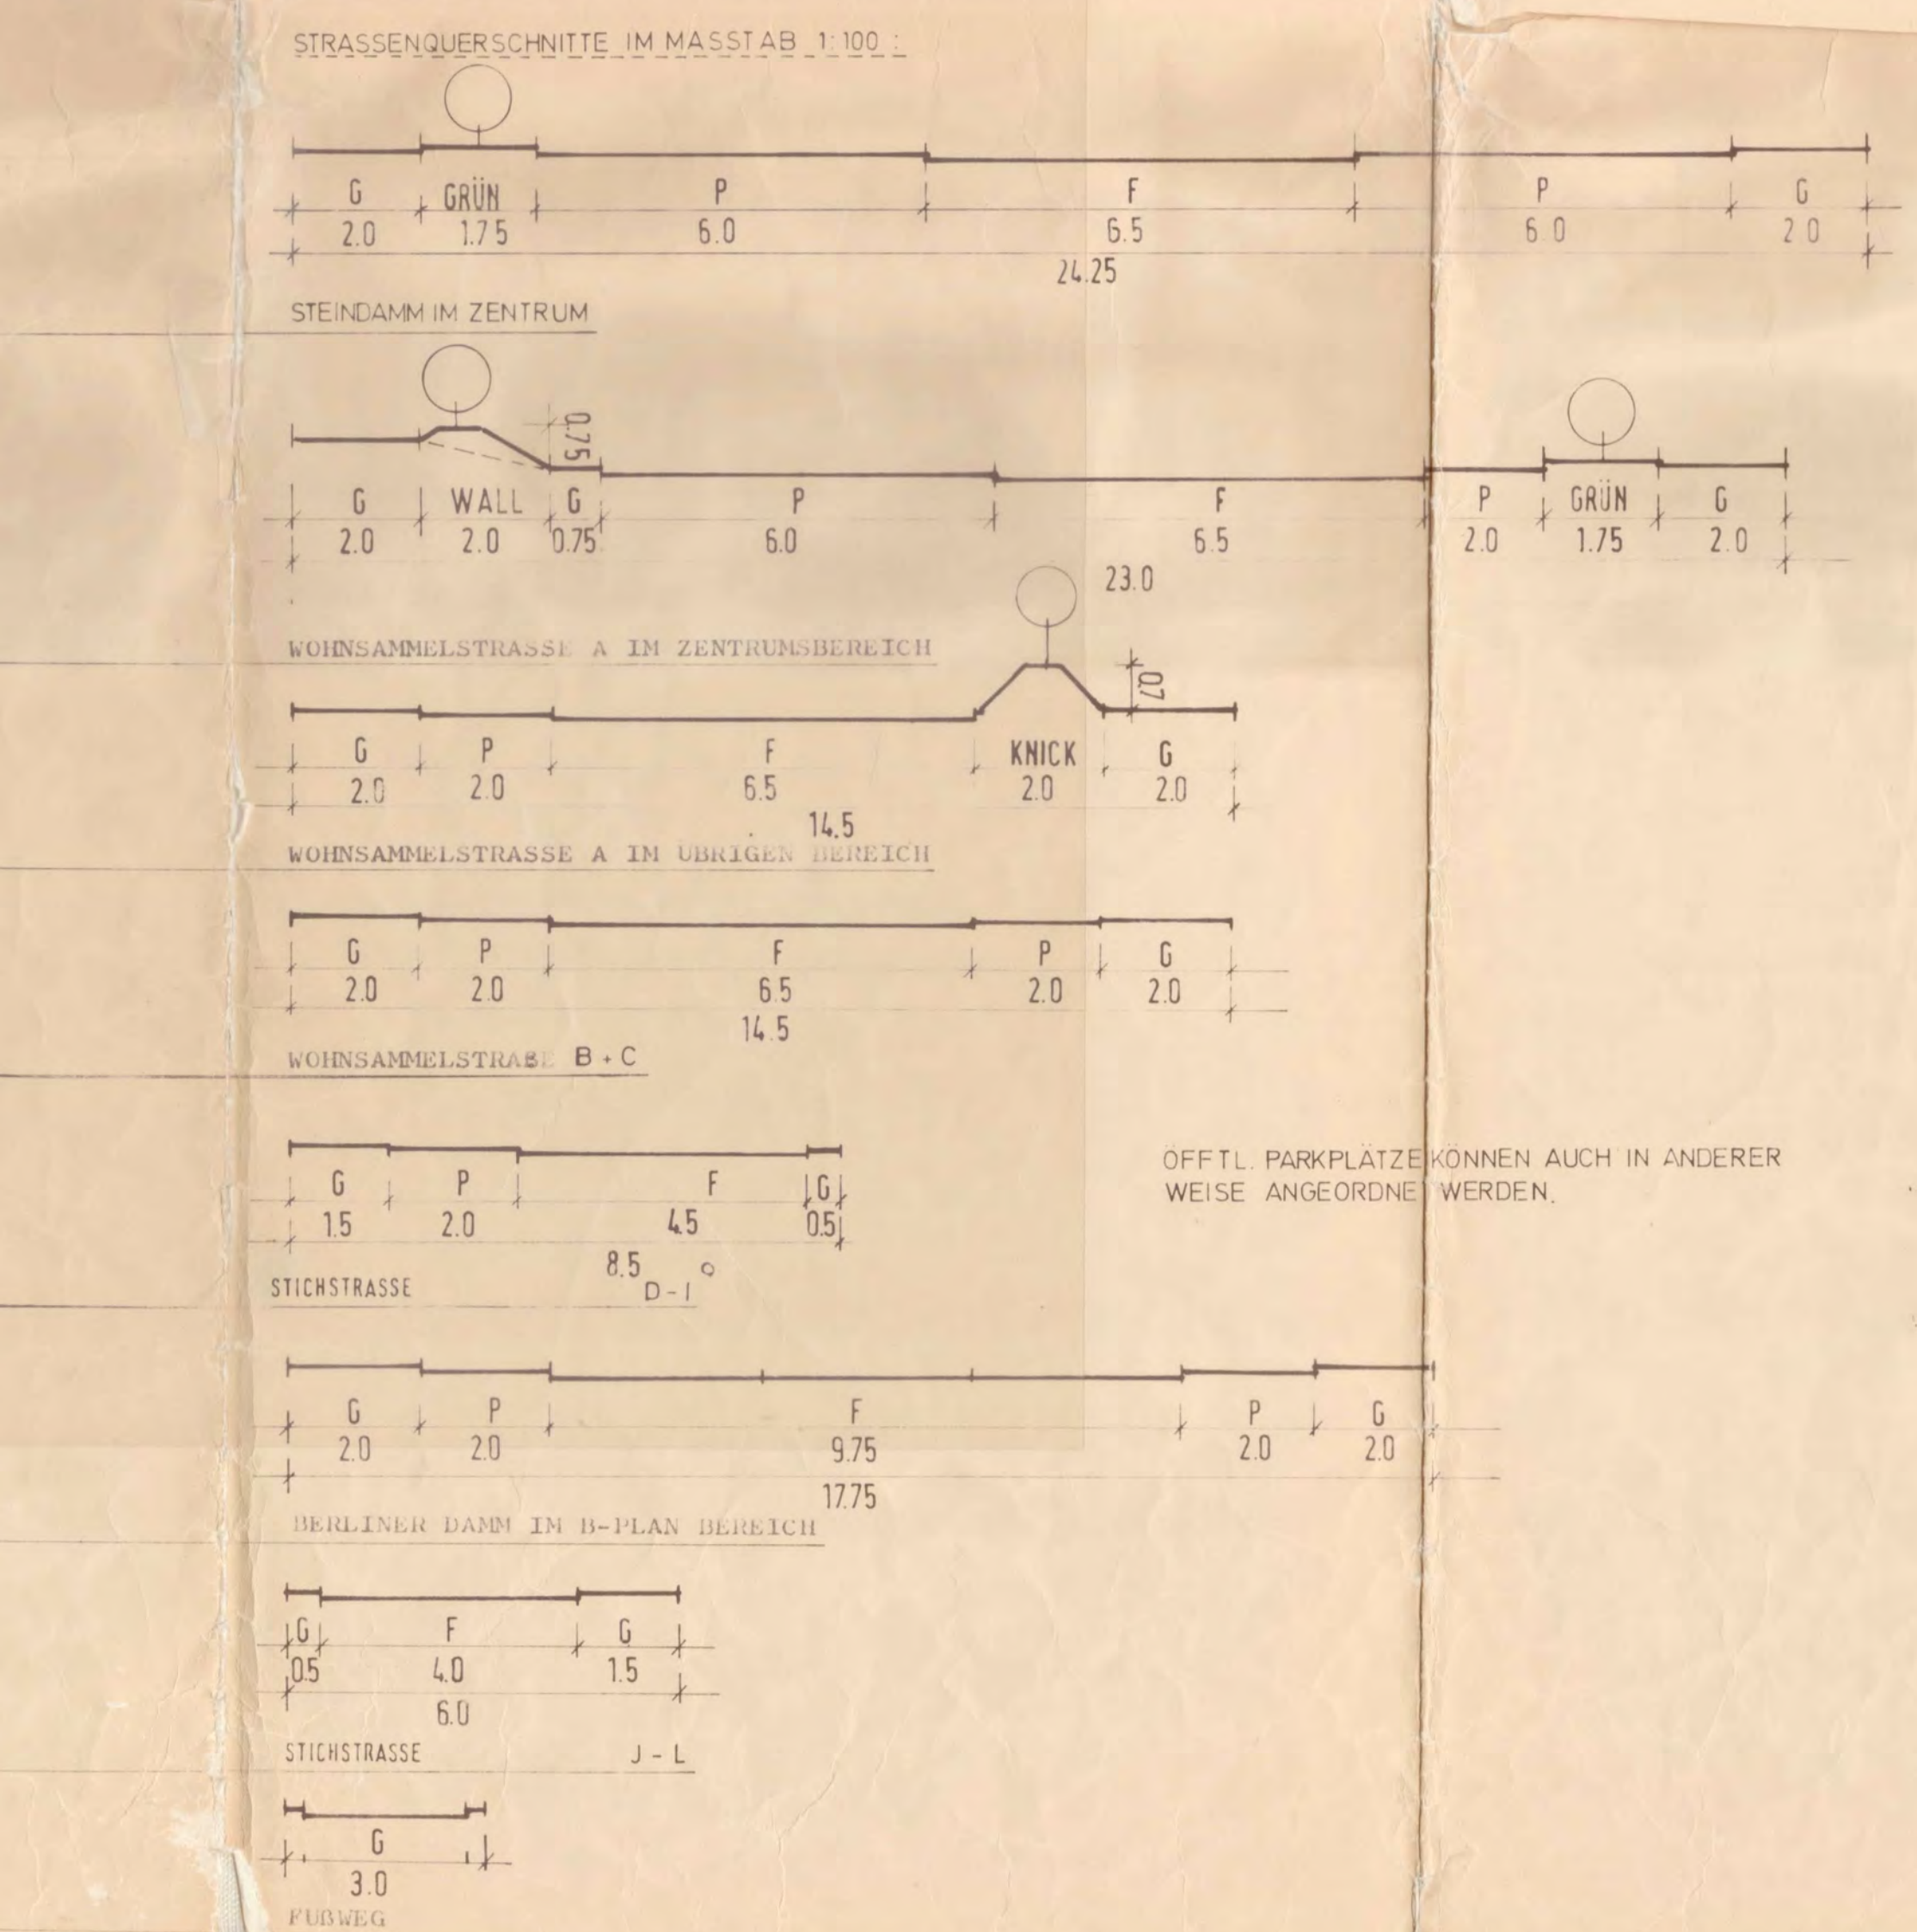 STRASSENQUERSCHNITTE IM MASSTAB 1:100 :
G GRÜN P F P G
2.0 1.75 6.0 6.5 6 0 2 0
24.25
STEINDAMM IM ZENTRUM
0.75
G WALL G P F P GRÜN G
2.0 2.0 0.75 6.0 6.5 2.0 1.75 2.0
23.0
WOHNSAMMELSTRASSE A IM ZENTRUMSBEREICH
0.7
G P F KNICK G
2.0 2.0 6.5 2.0 2.0
14.5
WOHNSAMMELSTRASSE A IM UBRIGEN BEREICH
G P F P G
2.0 2.0 6.5 2.0 2.0
14.5
WOHNSAMMELSTRAßE B + C
G P F G
1.5 2.0 4.5 0.5
8.5
STICHSTRASSE D - I
ÖFFTL. PARKPLÄTZE KÖNNEN AUCH IN ANDERER
WEISE ANGEORDNET WERDEN.
G P F P G
2.0 2.0 9.75 2.0 2.0
17.75
BERLINER DAMM IM B-PLAN BEREICH
G F G
0.5 4.0 1.5
6.0
STICHSTRASSE J - L
G
3.0
FUßWEG